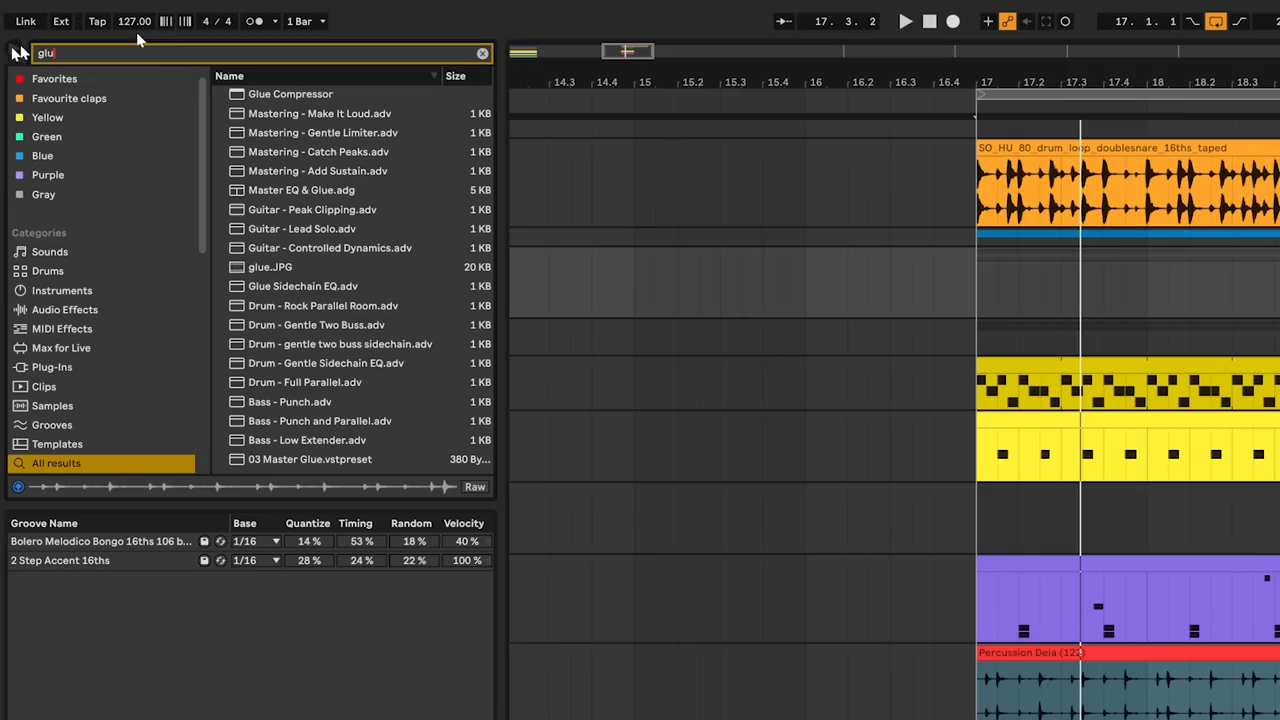 Link Ext Tap 127.00 4 / 4 1 Bar 17. 3. 2 17. 1. 1
glu
14.3 14.4 15 15.2 15.3 15.4 16 16.2 16.3 16.4 17 17.2 17.3 17.4 18 18.2 18.3
Favorites
Favourite claps
Yellow
Green
Blue
Purple
Gray
Categories
Sounds
Drums
Instruments
Audio Effects
MIDI Effects
Max for Live
Plug-Ins
Clips
Samples
Grooves
Templates
All results
Name Size
Glue Compressor
Mastering - Make It Loud.adv 1 KB
Mastering - Gentle Limiter.adv 1 KB
Mastering - Catch Peaks.adv 1 KB
Mastering - Add Sustain.adv 1 KB
Master EQ & Glue.adg 5 KB
Guitar - Peak Clipping.adv 1 KB
Guitar - Lead Solo.adv 1 KB
Guitar - Controlled Dynamics.adv 1 KB
glue.JPG 20 KB
Glue Sidechain EQ.adv 1 KB
Drum - Rock Parallel Room.adv 1 KB
Drum - Gentle Two Buss.adv 1 KB
Drum - gentle two buss sidechain.adv 1 KB
Drum - Gentle Sidechain EQ.adv 1 KB
Drum - Full Parallel.adv 1 KB
Bass - Punch.adv 1 KB
Bass - Punch and Parallel.adv 1 KB
Bass - Low Extender.adv 1 KB
03 Master Glue.vstpreset 380 By...
Raw
Groove Name Base Quantize Timing Random Velocity
Bolero Melodico Bongo 16ths 106 b... 1/16 14 % 53 % 18 % 40 %
2 Step Accent 16ths 1/16 28 % 24 % 22 % 100 %
SO_HU_80_drum_loop_doublesnare_16ths_taped
Percussion Deia (122)